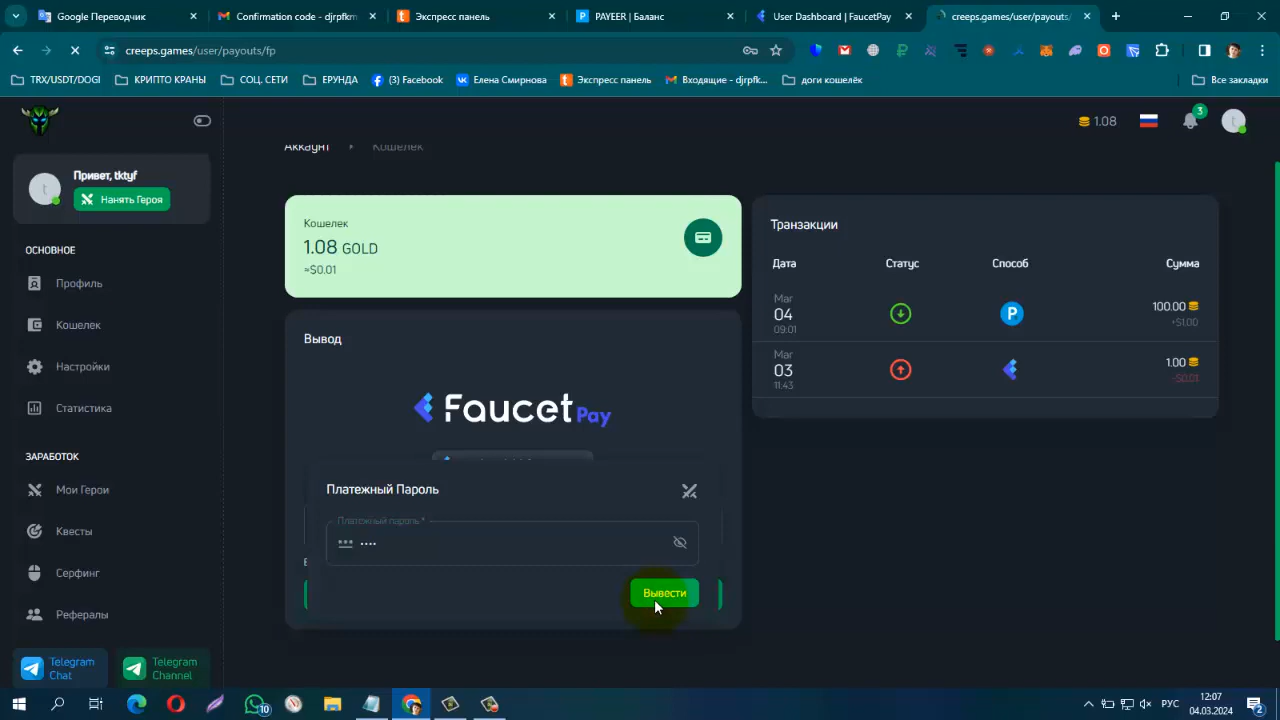 Google Переводчик
Confirmation code - djrpfkm
Экспресс панель
PAYEER | Баланс
User Dashboard | FaucetPay
creeps.games/user/payouts/
creeps.games/user/payouts/fp
TRX/USDT/DOGI
КРИПТО КРАНЫ
СОЦ. СЕТИ
ЕРУНДА
(3) Facebook
Елена Смирнова
Экспресс панель
Входящие - djrpfk...
доги кошелёк
Все закладки
1.08
3
t
Привет, tktyf
t
Нанять Героя
ОСНОВНОЕ
Профиль
Кошелек
Настройки
Статистика
ЗАРАБОТОК
Мои Герои
Квесты
Серфинг
Рефералы
Telegram
Chat
Telegram
Channel
Аккаунт
Кошелек
Кошелек
1.08 GOLD
≈$0.01
Вывод
FaucetPay
Платежный Пароль
Платежный пароль *
····
Вывести
Транзакции
Дата
Статус
Способ
Сумма
Mar
04
09:01
P
100.00
+$1.00
Mar
03
11:43
1.00
-$0.01
10
РУС
12:07
04.03.2024
2